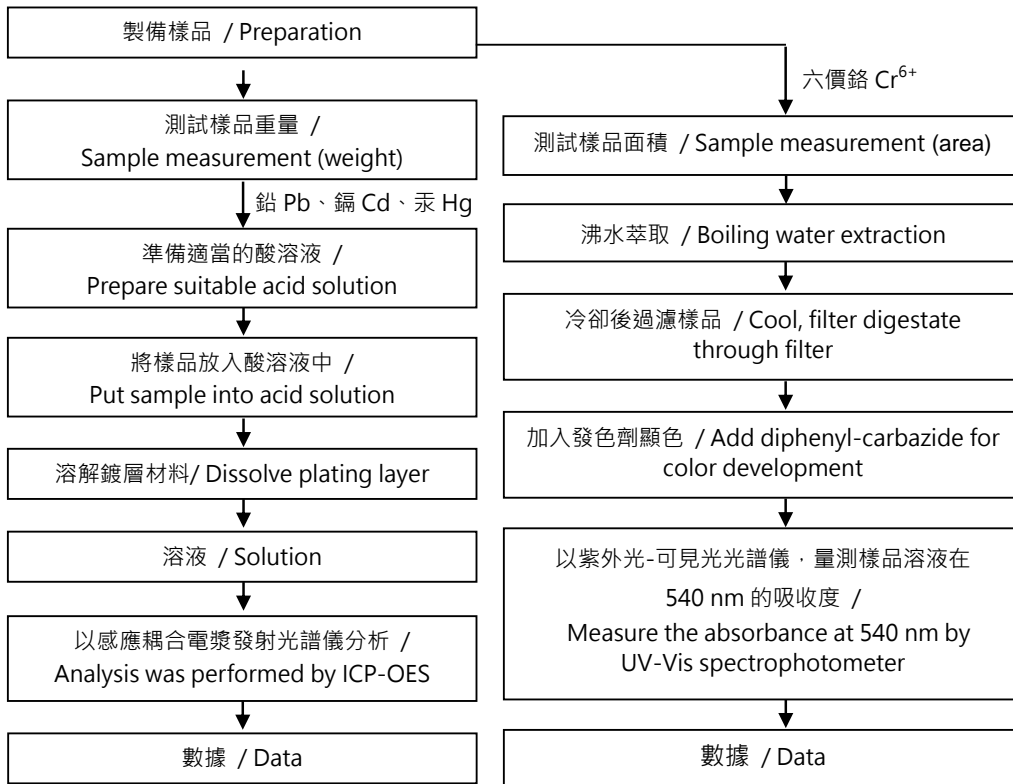 製備樣品 / Preparation
測試樣品重量 /
Sample measurement (weight)
鉛 Pb、鎘 Cd、汞 Hg
準備適當的酸溶液 /
Prepare suitable acid solution
將樣品放入酸溶液中 /
Put sample into acid solution
溶解鍍層材料/ Dissolve plating layer
溶液 / Solution
以感應耦合電漿發射光譜儀分析 /
Analysis was performed by ICP-OES
數據 / Data
六價鉻 Cr⁶⁺
測試樣品面積 / Sample measurement (area)
沸水萃取 / Boiling water extraction
冷卻後過濾樣品 / Cool, filter digestate
through filter
加入發色劑顯色 / Add diphenyl-carbazide for
color development
以紫外光-可見光光譜儀，量測樣品溶液在
540 nm 的吸收度 /
Measure the absorbance at 540 nm by
UV-Vis spectrophotometer
數據 / Data